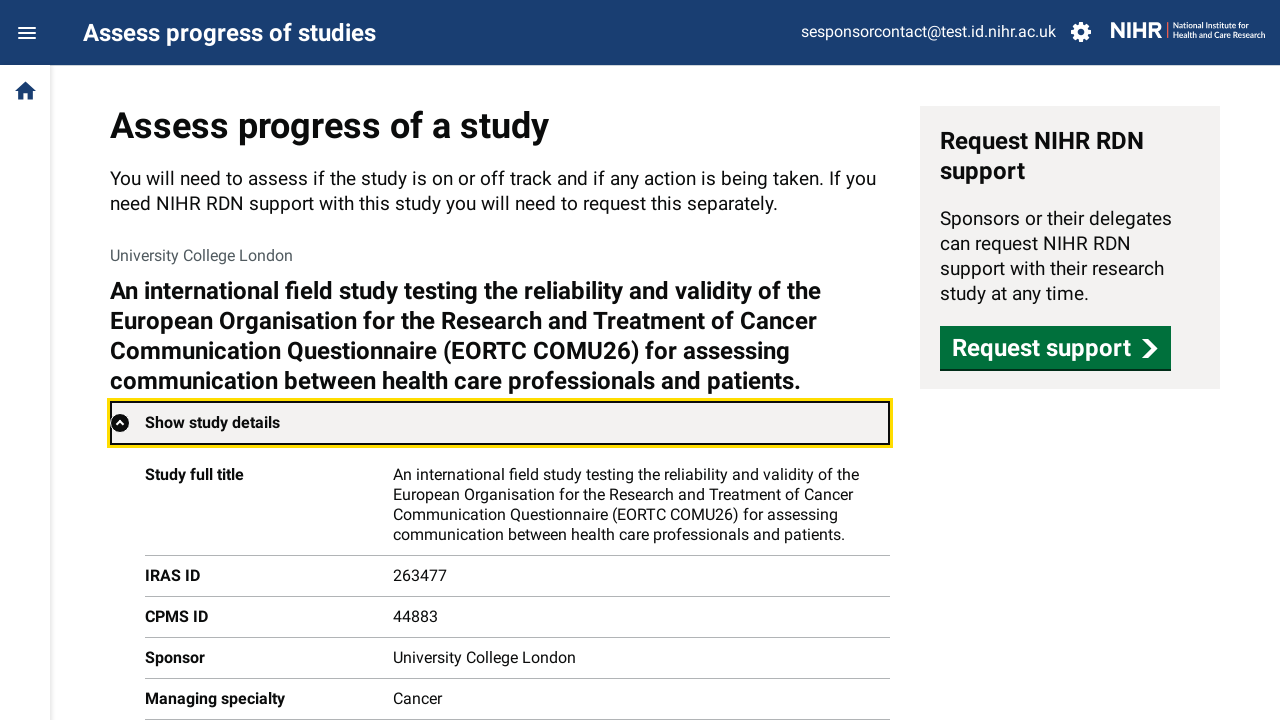 Assess progress of studies
sesponsorcontact@test.id.nihr.ac.uk
NIHR | National Institute for
Health and Care Research
Assess progress of a study
You will need to assess if the study is on or off track and if any action is being taken. If you
need NIHR RDN support with this study you will need to request this separately.
University College London
An international field study testing the reliability and validity of the
European Organisation for the Research and Treatment of Cancer
Communication Questionnaire (EORTC COMU26) for assessing
communication between health care professionals and patients.
Show study details
Study full title
An international field study testing the reliability and validity of the
European Organisation for the Research and Treatment of Cancer
Communication Questionnaire (EORTC COMU26) for assessing
communication between health care professionals and patients.
IRAS ID
263477
CPMS ID
44883
Sponsor
University College London
Managing specialty
Cancer
Request NIHR RDN
support
Sponsors or their delegates
can request NIHR RDN
support with their research
study at any time.
Request support